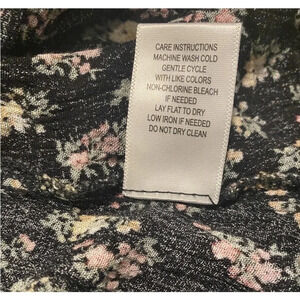 CARE INSTRUCTIONS
MACHINE WASH COLD
GENTLE CYCLE
WITH LIKE COLORS
NON-CHLORINE BLEACH
IF NEEDED
LAY FLAT TO DRY
LOW IRON IF NEEDED
DO NOT DRY CLEAN